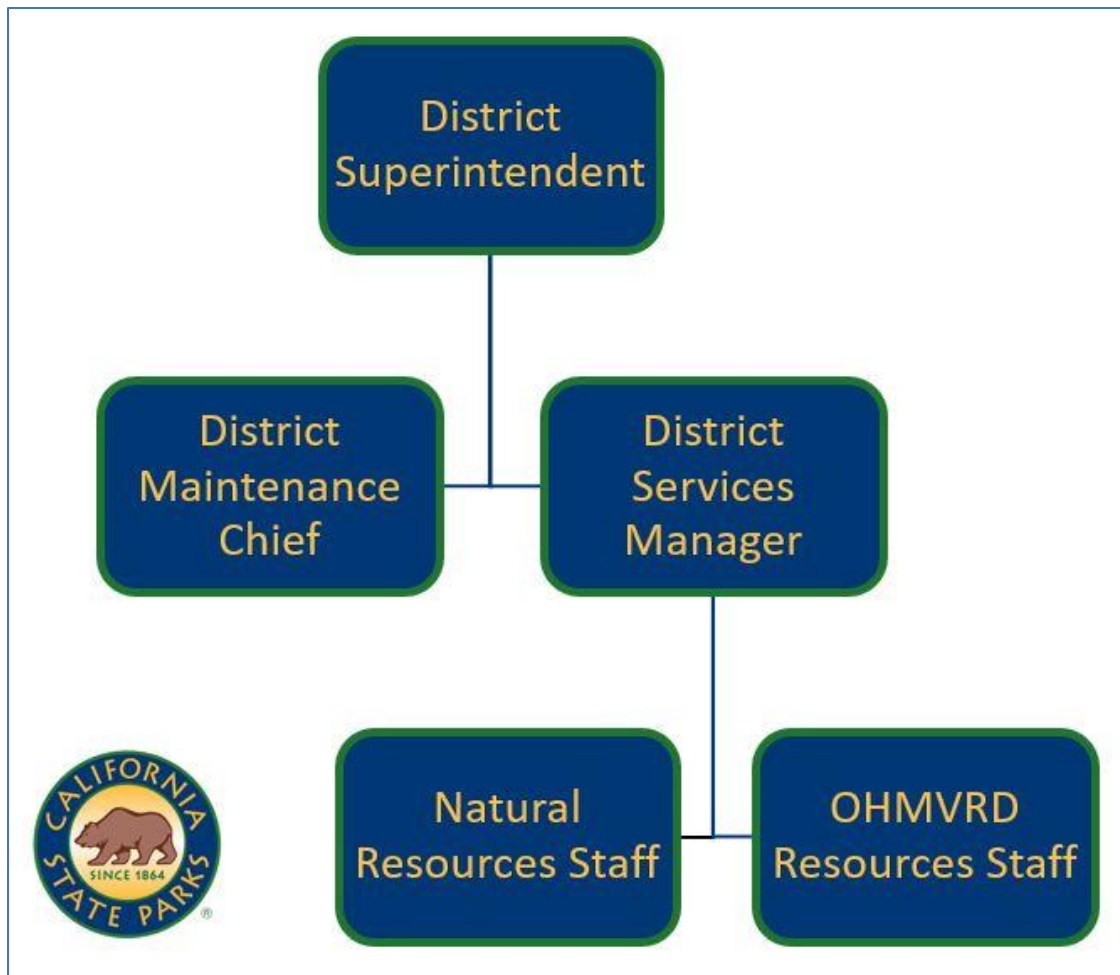 District
Superintendent
District
Maintenance
Chief
District
Services
Manager
Natural
Resources Staff
OHMVRD
Resources Staff
CALIFORNIA
SINCE 1864
STATE PARKS
®